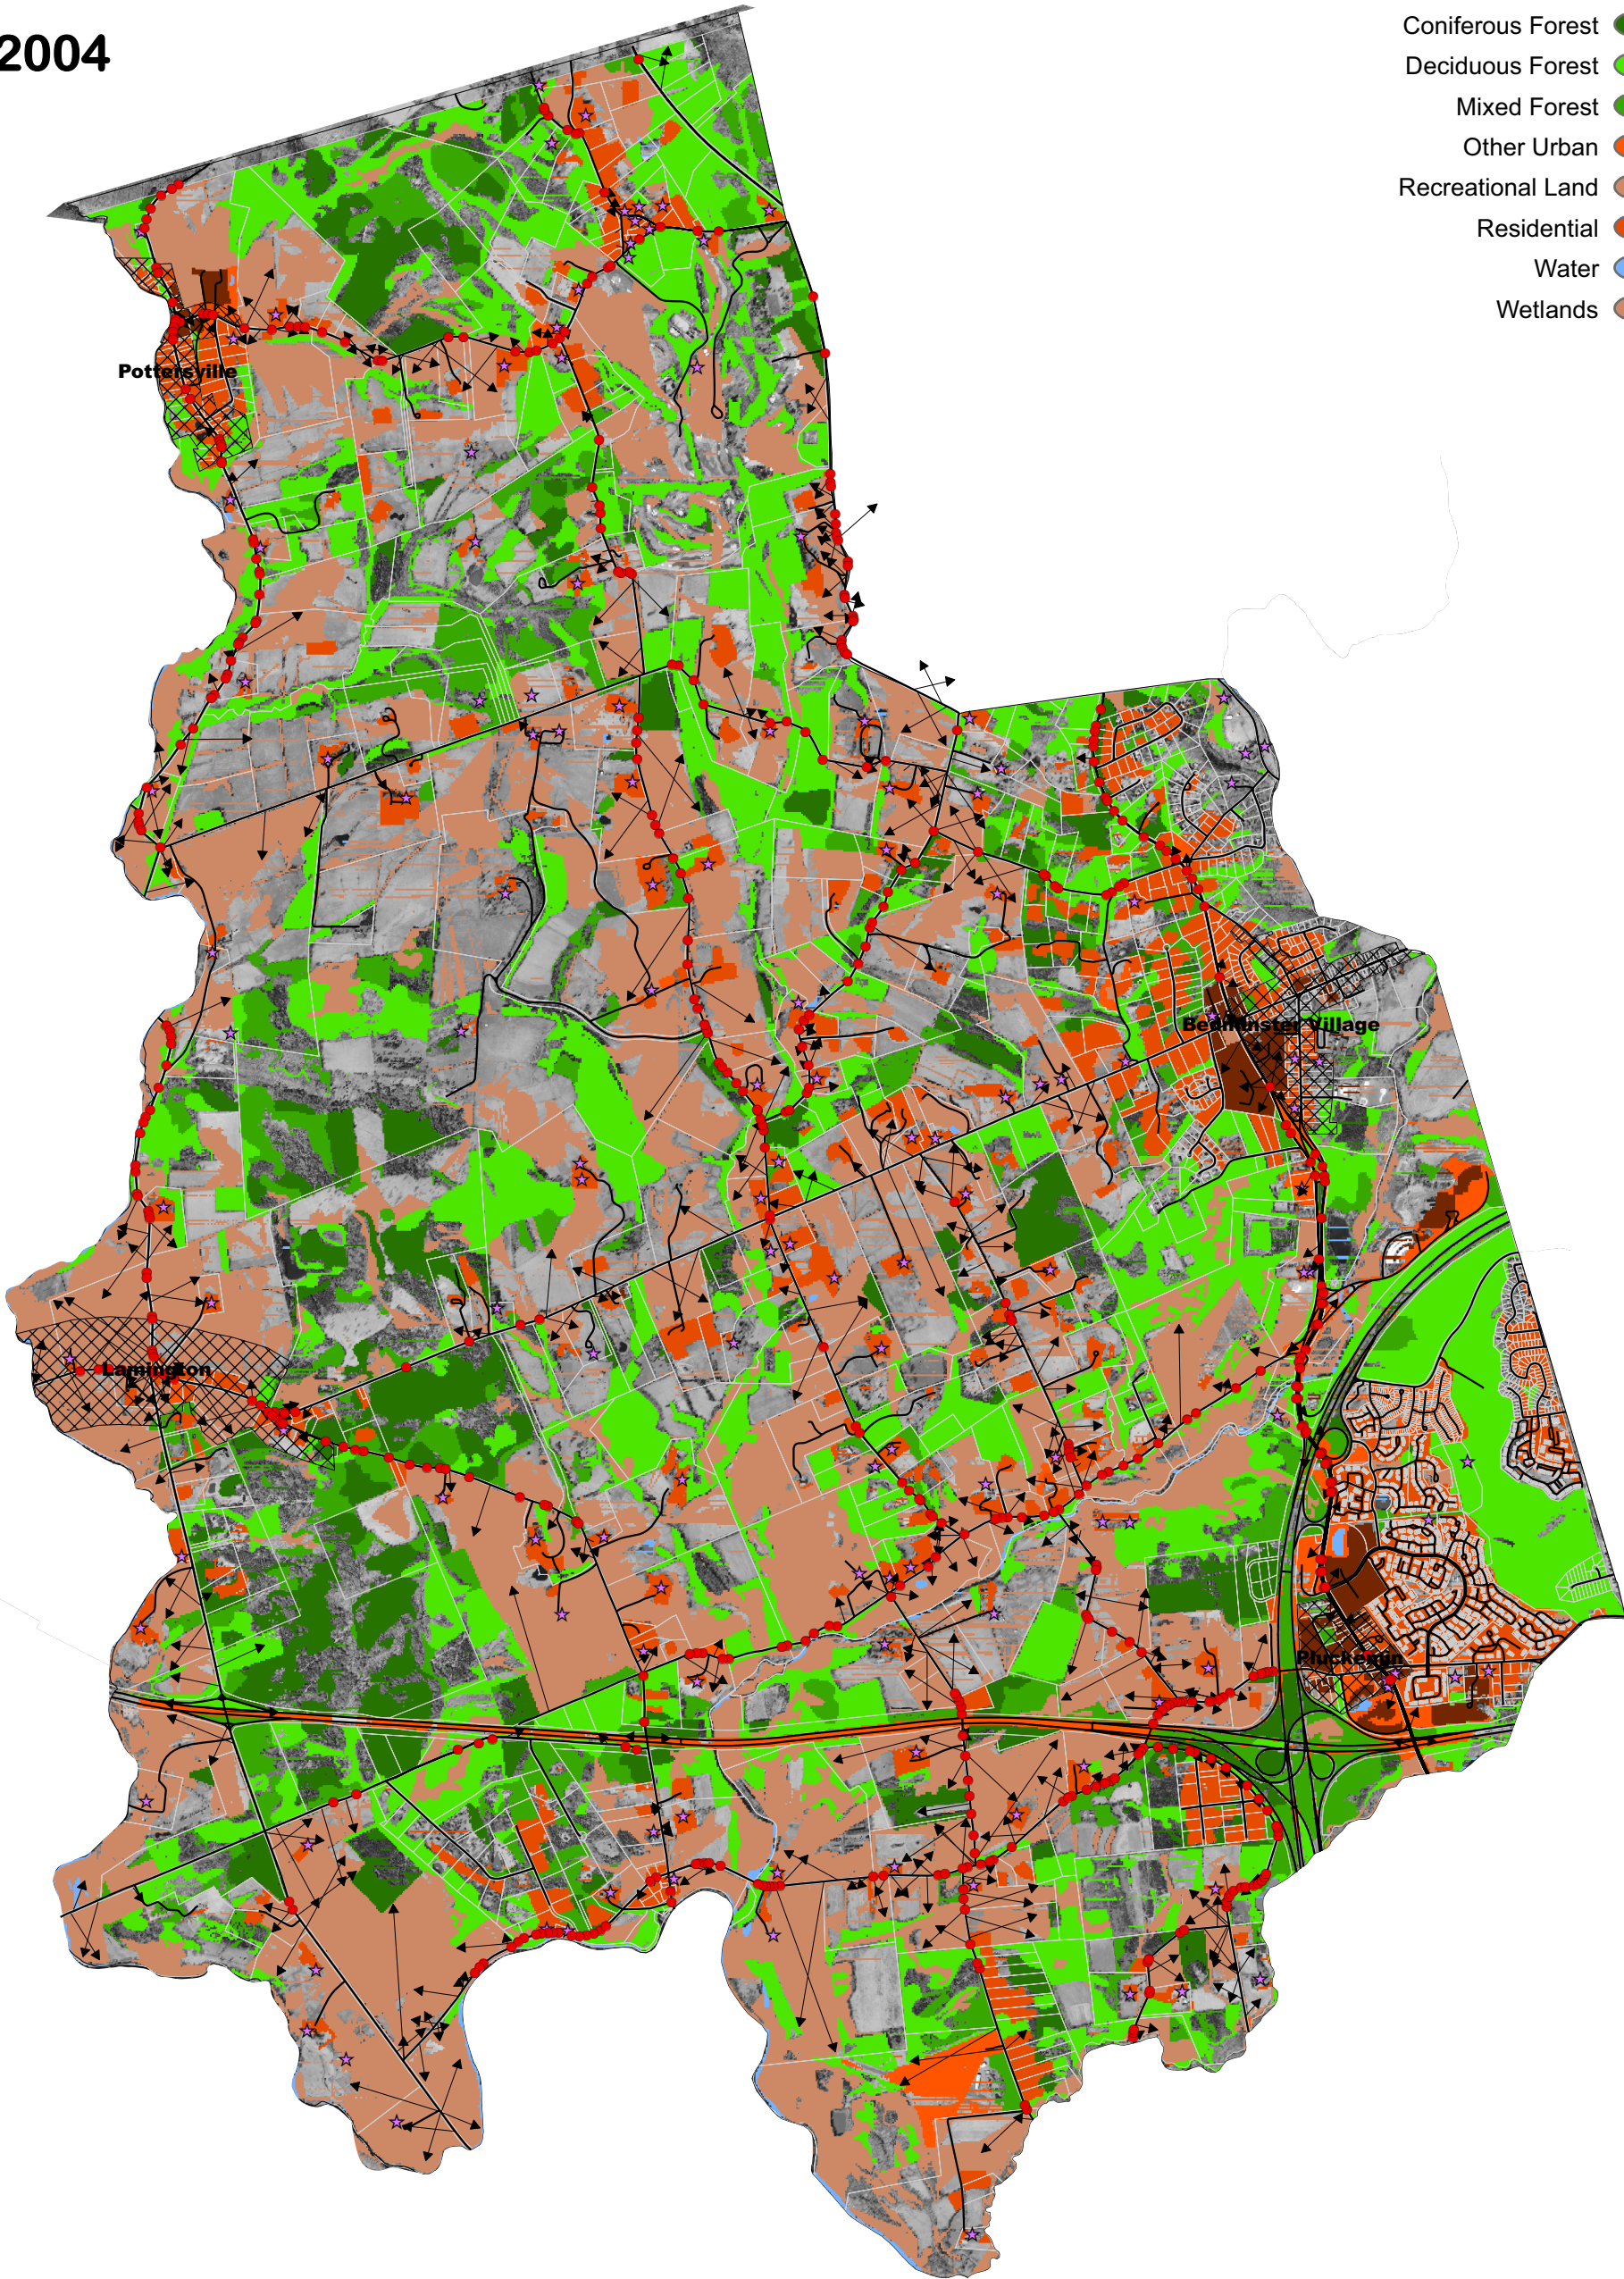 2004
Coniferous Forest
Deciduous Forest
Mixed Forest
Other Urban
Recreational Land
Residential
Water
Wetlands
Pottersville
Bedminster Village
Lamington
Pluckemin